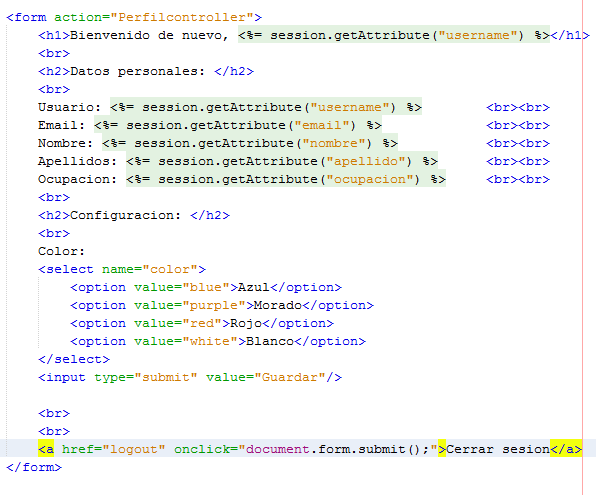 <form action="Perfilcontroller">
<h1>Bienvenido de nuevo, <%= session.getAttribute("username") %></h1>
<br>
<h2>Datos personales: </h2>
<br>
Usuario: <%= session.getAttribute("username") %> <br><br>
Email: <%= session.getAttribute("email") %> <br><br>
Nombre: <%= session.getAttribute("nombre") %> <br><br>
Apellidos: <%= session.getAttribute("apellido") %> <br><br>
Ocupacion: <%= session.getAttribute("ocupacion") %> <br><br>
<br>
<h2>Configuracion: </h2>
<br>
Color:
<select name="color">
<option value="blue">Azul</option>
<option value="purple">Morado</option>
<option value="red">Rojo</option>
<option value="white">Blanco</option>
</select>
<input type="submit" value="Guardar"/>
<br>
<br>
<a href="logout" onclick="document.form.submit();">Cerrar sesion</a>
</form>